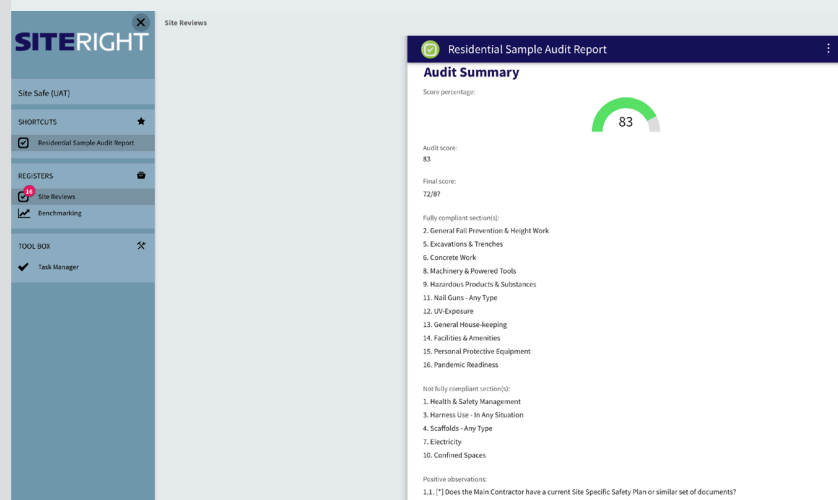 SITERIGHT
Site Safe (UAT)
SHORTCUTS
Residential Sample Audit Report
REGISTERS
16
Site Reviews
Benchmarking
TOOL BOX
Task Manager
Site Reviews
Residential Sample Audit Report
Audit Summary
Score percentage:
83
Audit score:
83
Final score:
72/87
Fully compliant section(s):
2. General Fall Prevention & Height Work
5. Excavations & Trenches
6. Concrete Work
8. Machinery & Powered Tools
9. Hazardous Products & Substances
11. Nail Guns - Any Type
12. UV-Exposure
13. General House-keeping
14. Facilities & Amenities
15. Personal Protective Equipment
16. Pandemic Readiness
Not fully compliant section(s):
1. Health & Safety Management
3. Harness Use - In Any Situation
4. Scaffolds - Any Type
7. Electricity
10. Confined Spaces
Positive observations:
1.1. [*] Does the Main Contractor have a current Site Specific Safety Plan or similar set of documents?